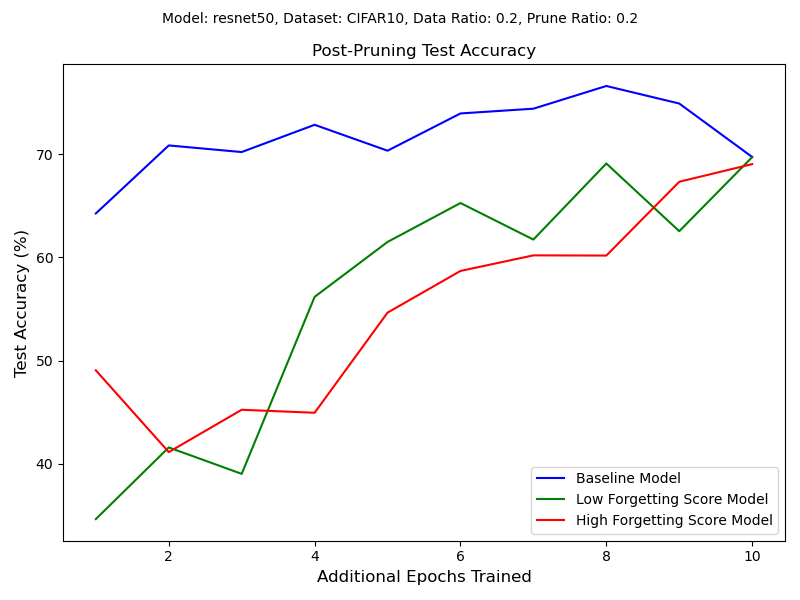 Model: resnet50, Dataset: CIFAR10, Data Ratio: 0.2, Prune Ratio: 0.2
Post-Pruning Test Accuracy
Test Accuracy (%)
70
60
50
40
2
4
6
8
10
Additional Epochs Trained
Baseline Model
Low Forgetting Score Model
High Forgetting Score Model